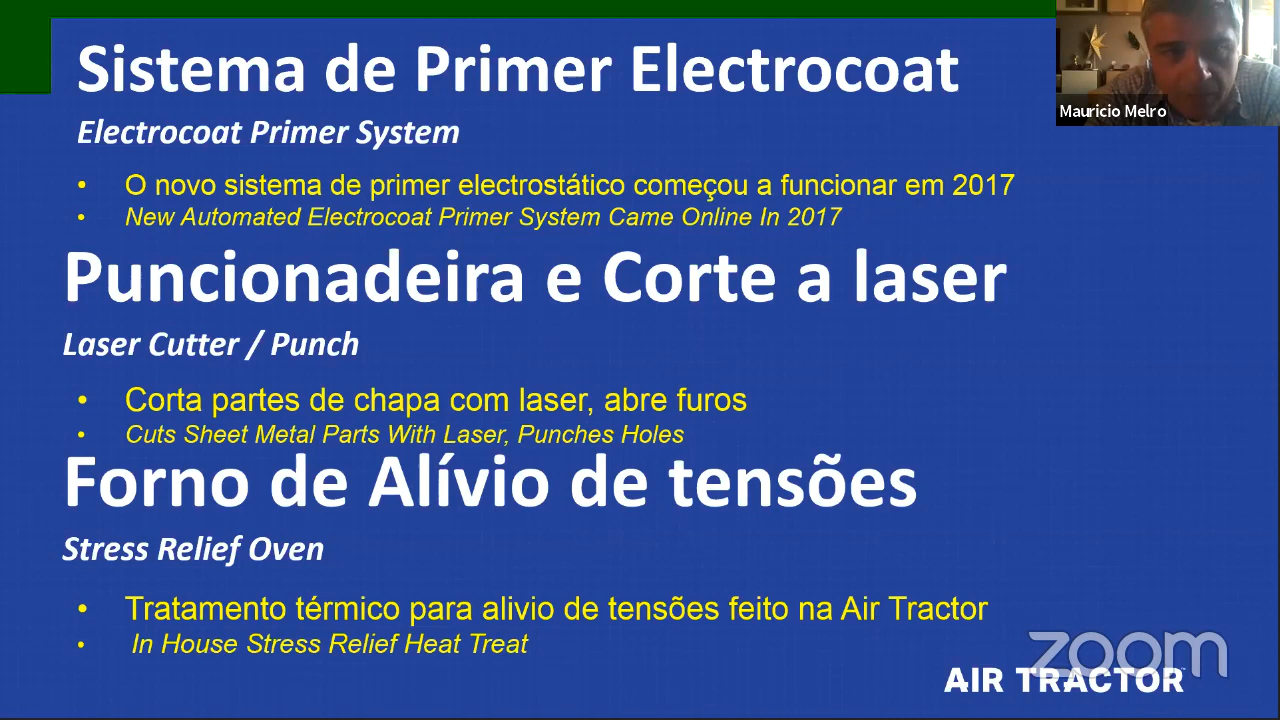 Sistema de Primer Electrocoat
Electrocoat Primer System
Mauricio Melro
• O novo sistema de primer electrostático começou a funcionar em 2017
• New Automated Electrocoat Primer System Came Online In 2017
Puncionadeira e Corte a laser
Laser Cutter / Punch
• Corta partes de chapa com laser, abre furos
• Cuts Sheet Metal Parts With Laser, Punches Holes
Forno de Alívio de tensões
Stress Relief Oven
• Tratamento térmico para alivio de tensões feito na Air Tractor
• In House Stress Relief Heat Treat
zoom
AIR TRACTOR